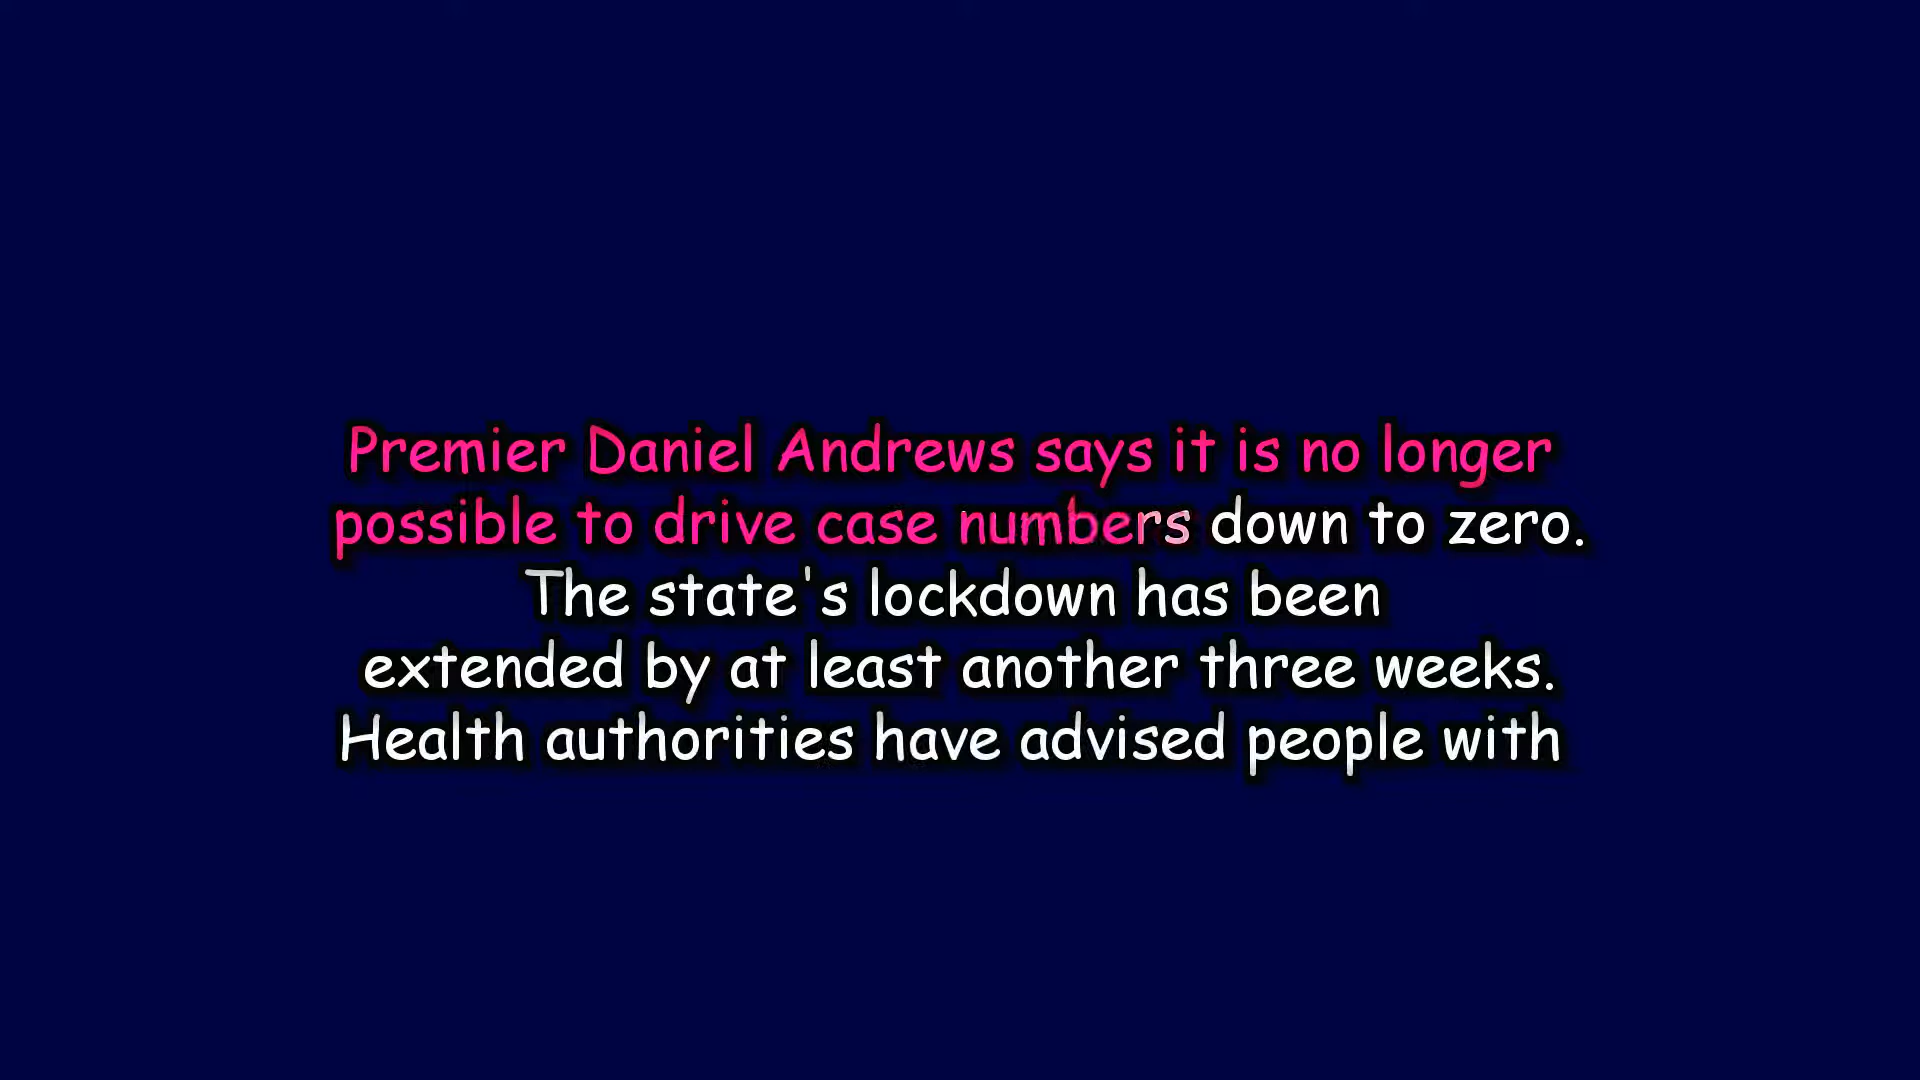 Premier Daniel Andrews says it is no longer
possible to drive case numbers down to zero.
The state's lockdown has been
extended by at least another three weeks.
Health authorities have advised people with